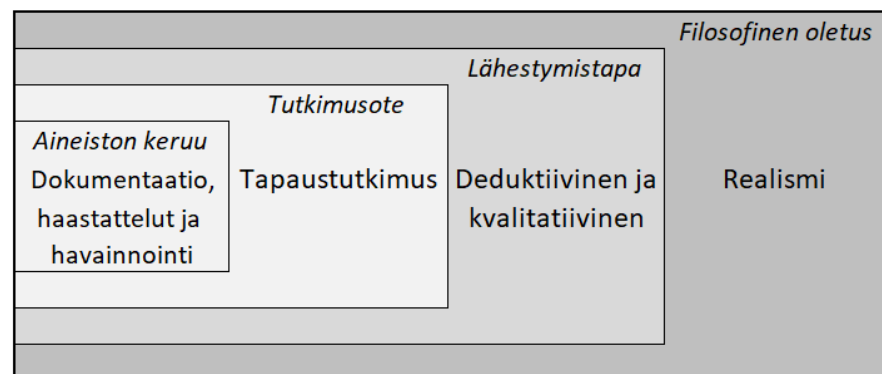 Filosofinen oletus
Lähestymistapa
Tutkimusote
Aineiston keruu
Dokumentaatio,
haastattelut ja
havainnointi
Tapaustutkimus
Deduktiivinen ja
kvalitatiivinen
Realismi